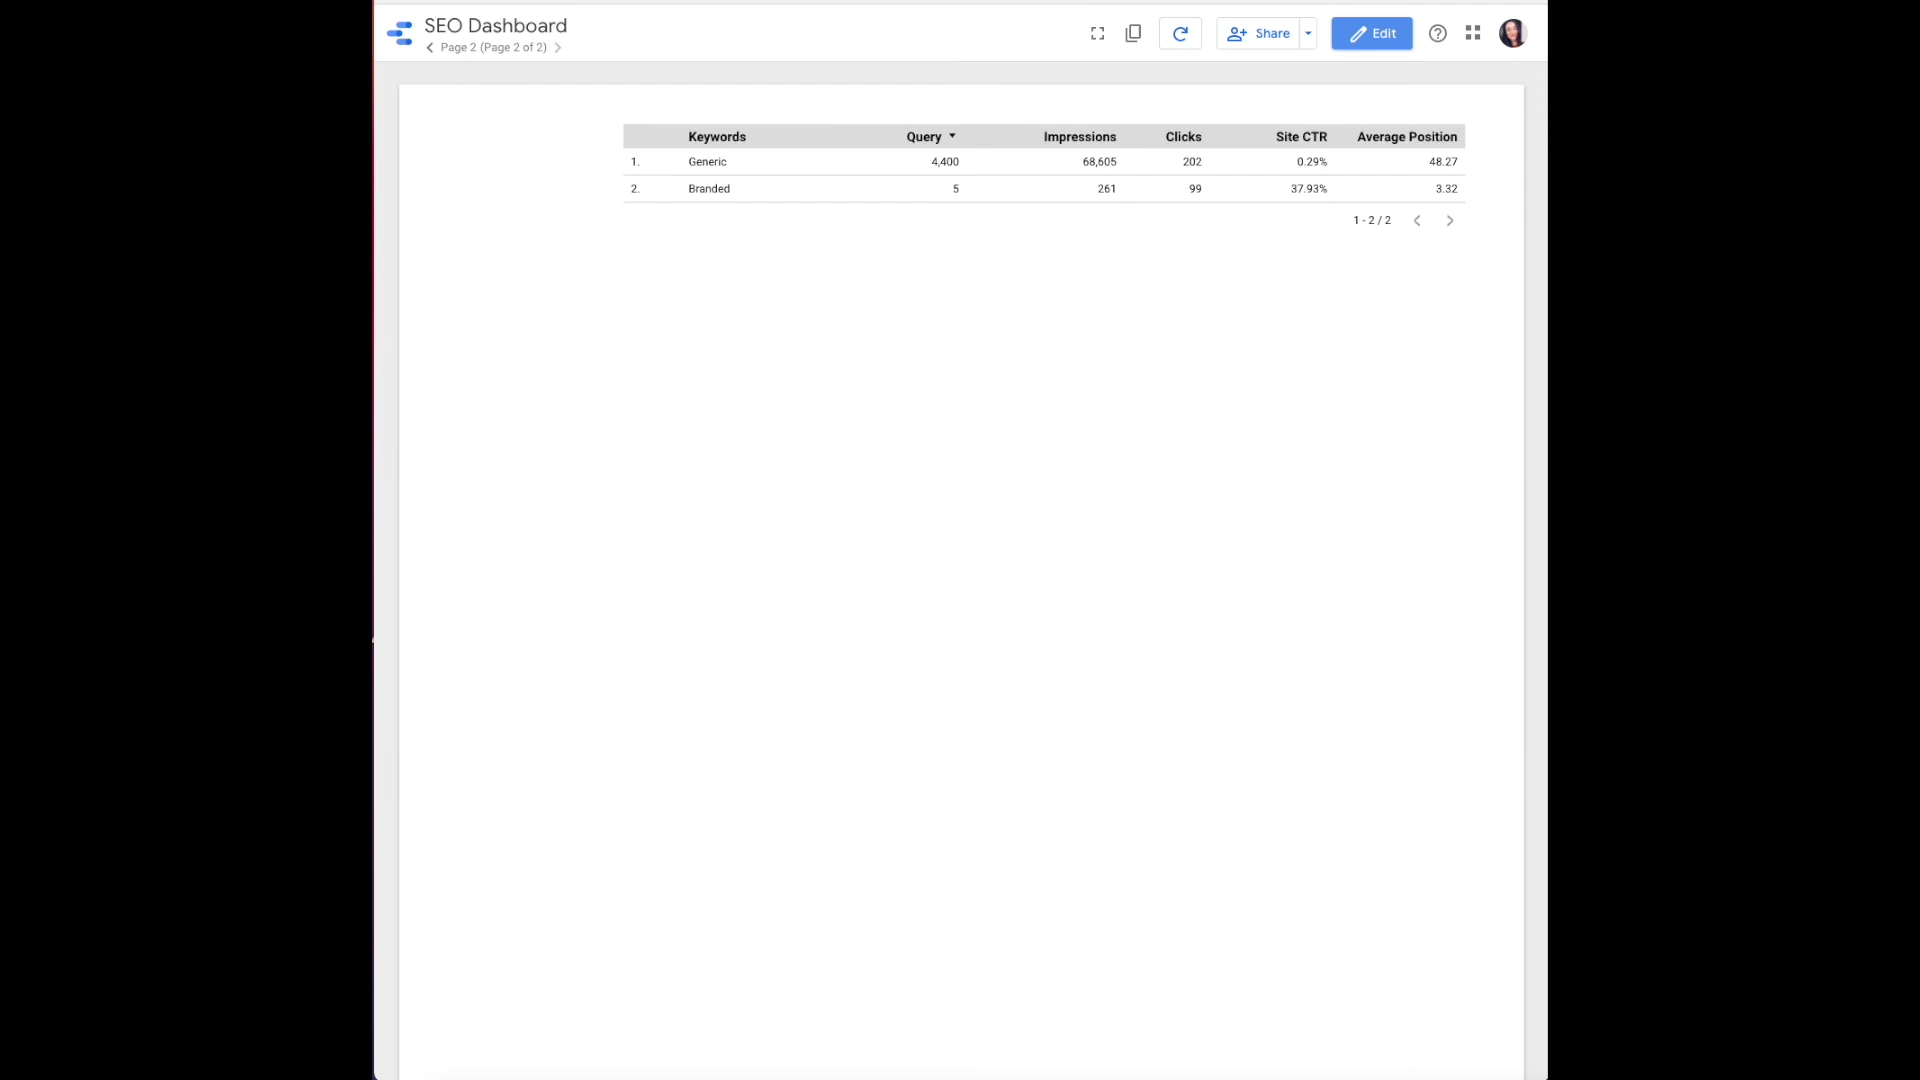 SEO Dashboard
Page 2 (Page 2 of 2)
Share
Edit
Keywords Query Impressions Clicks Site CTR Average Position
1. Generic 4,400 68,605 202 0.29% 48.27
2. Branded 5 261 99 37.93% 3.32
1 - 2 / 2